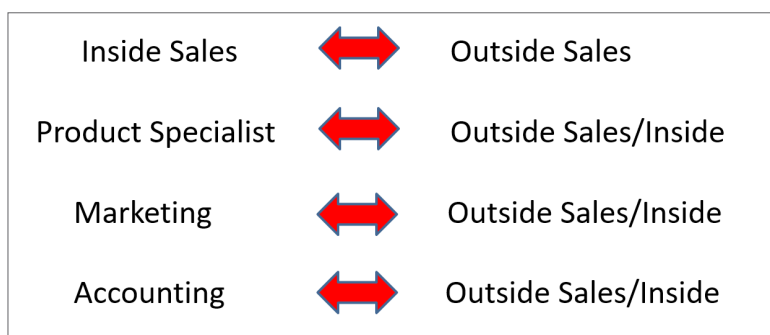 Inside Sales Outside Sales
Product Specialist Outside Sales/Inside
Marketing Outside Sales/Inside
Accounting Outside Sales/Inside